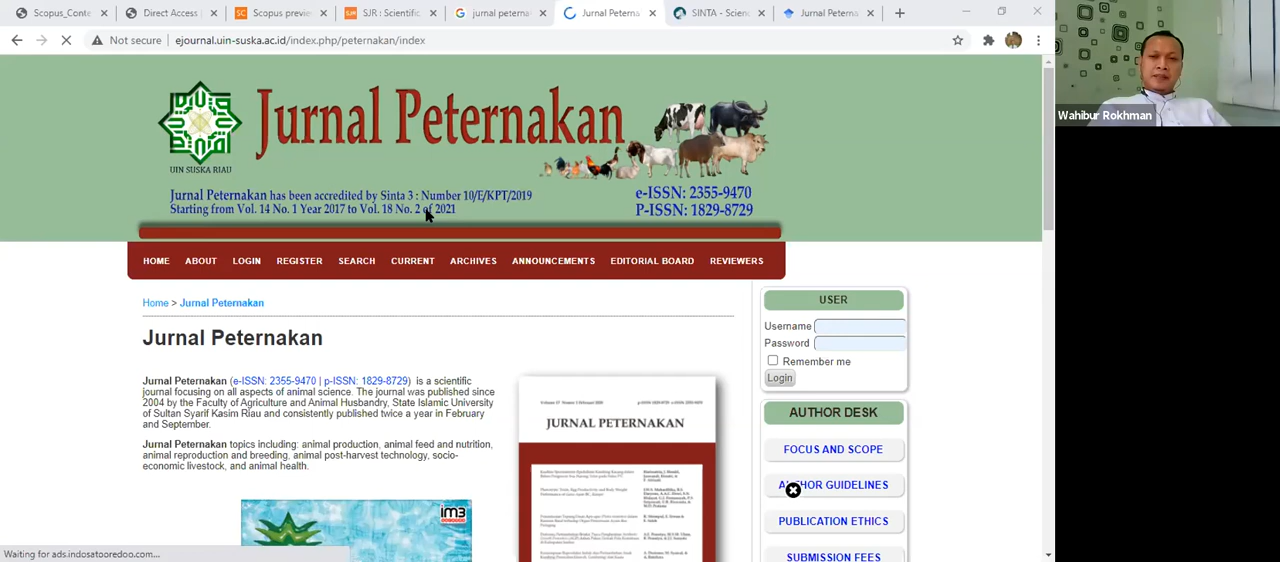 Scopus_Conte
Direct Access
Scopus preview
SJR : Scientific
jurnal peternak
Jurnal Peterna
SINTA - Scienc
Jurnal Peterna
Not secure
ejournal.uin-suska.ac.id/index.php/peternakan/index
Wahibur Rokhman
Jurnal Peternakan
UIN SUSKA RIAU
Jurnal Peternakan has been accredited by Sinta 3 : Number 10/E/KPT/2019
Starting from Vol. 14 No. 1 Year 2017 to Vol. 18 No. 2 of 2021
e-ISSN: 2355-9470
P-ISSN: 1829-8729
HOME ABOUT LOGIN REGISTER SEARCH CURRENT ARCHIVES ANNOUNCEMENTS EDITORIAL BOARD REVIEWERS
Home > Jurnal Peternakan
Jurnal Peternakan
Jurnal Peternakan (e-ISSN: 2355-9470 | p-ISSN: 1829-8729) is a scientific
journal focusing on all aspects of animal science. The journal was published since
2004 by the Faculty of Agriculture and Animal Husbandry, State Islamic University
of Sultan Syarif Kasim Riau and consistently published twice a year in February
and September.
Jurnal Peternakan topics including: animal production, animal feed and nutrition,
animal reproduction and breeding, animal post-harvest technology, socio-
economic livestock, and animal health.
im3
JURNAL PETERNAKAN
USER
Username
Password
Remember me
Login
AUTHOR DESK
FOCUS AND SCOPE
AUTHOR GUIDELINES
PUBLICATION ETHICS
SUBMISSION FEES
Waiting for ads.indosatooredoo.com...